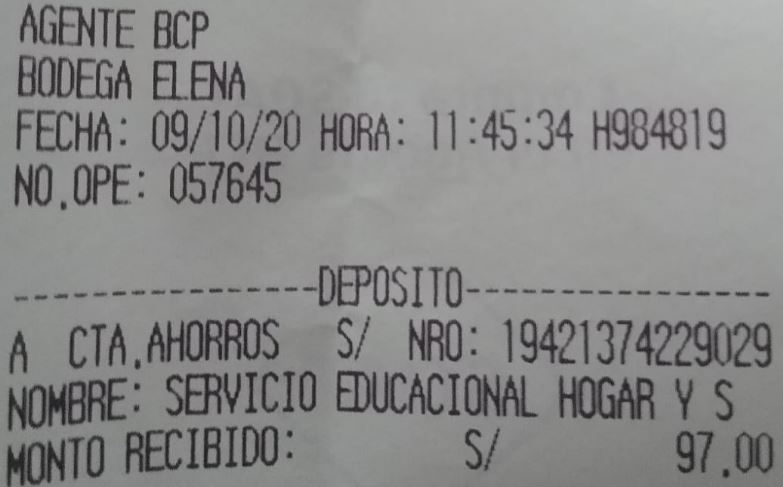 AGENTE BCP
BODEGA ELENA
FECHA: 09/10/20 HORA: 11:45:34 H984819
NO.OPE: 057645
----------------DEPOSITO----------------
A CTA.AHORROS S/ NRO: 19421374229029
NOMBRE: SERVICIO EDUCACIONAL HOGAR Y S
MONTO RECIBIDO: S/ 97.00